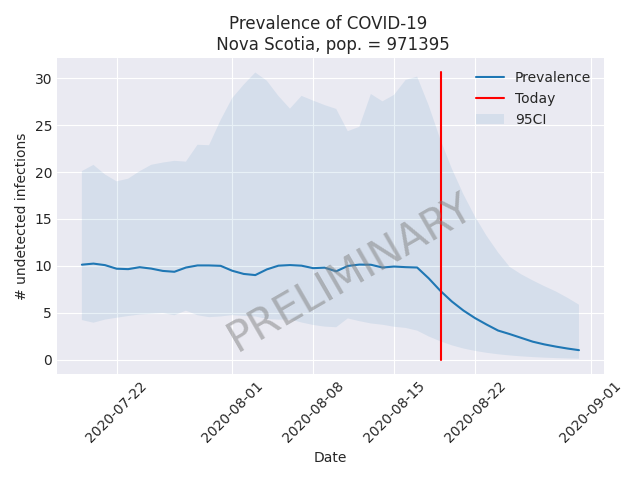 Prevalence of COVID-19
Nova Scotia, pop. = 971395
30
25
20
15
10
5
0
# undetected infections
Prevalence
Today
95CI
PRELIMINARY
2020-07-22
2020-08-01
2020-08-08
2020-08-15
2020-08-22
2020-09-01
Date